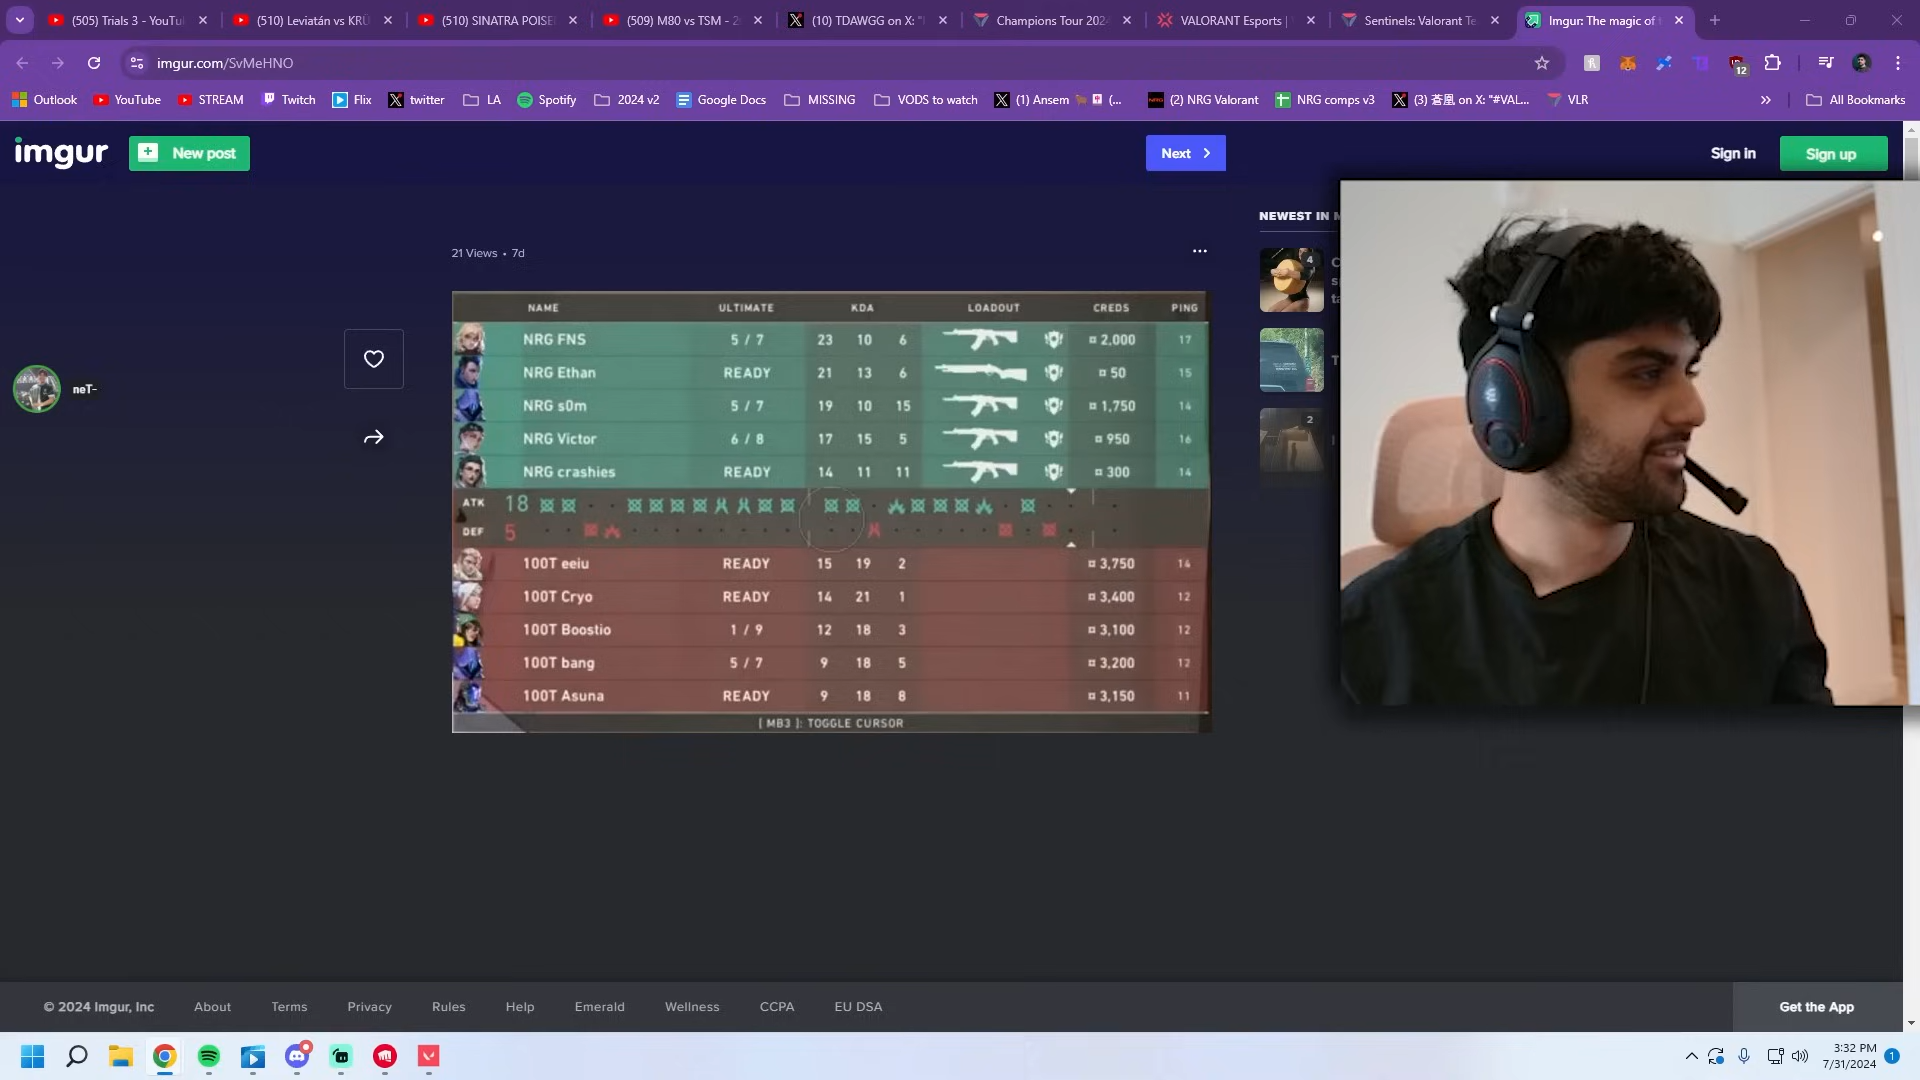 (505) Trials 3 - YouTu
(510) Leviatán vs KRÜ
(510) SINATRA POISE
(509) M80 vs TSM - 2
(10) TDAWGG on X: "
Champions Tour 2024
VALORANT Esports |
Sentinels: Valorant Te
Imgur: The magic of
imgur.com/SvMeHNO
12
Outlook
YouTube
STREAM
Twitch
Flix
twitter
LA
Spotify
2024 v2
Google Docs
MISSING
VODS to watch
(1) Ansem (...
(2) NRG Valorant
NRG comps v3
(3) 蒼凰 on X: "#VAL...
VLR
All Bookmarks
imgur
New post
Next
Sign in
Sign up
NEWEST IN
21 Views • 7d
4
2
neT-
NAME ULTIMATE KDA LOADOUT CREDS PING
NRG FNS 5 / 7 23 10 6 ¤ 2,000 17
NRG Ethan READY 21 13 6 ¤ 50 15
NRG s0m 5 / 7 19 10 15 ¤ 1,750 14
NRG Victor 6 / 8 17 15 5 ¤ 950 16
NRG crashies READY 14 11 11 ¤ 300 14
ATK 18
DEF 5
100T eeiu READY 15 19 2 ¤ 3,750 14
100T Cryo READY 14 21 1 ¤ 3,400 12
100T Boostio 1 / 9 12 18 3 ¤ 3,100 12
100T bang 5 / 7 9 18 5 ¤ 3,200 12
100T Asuna READY 9 18 8 ¤ 3,150 11
[ MB3 ]: TOGGLE CURSOR
© 2024 Imgur, Inc
About
Terms
Privacy
Rules
Help
Emerald
Wellness
CCPA
EU DSA
Get the App
3:32 PM
7/31/2024
1